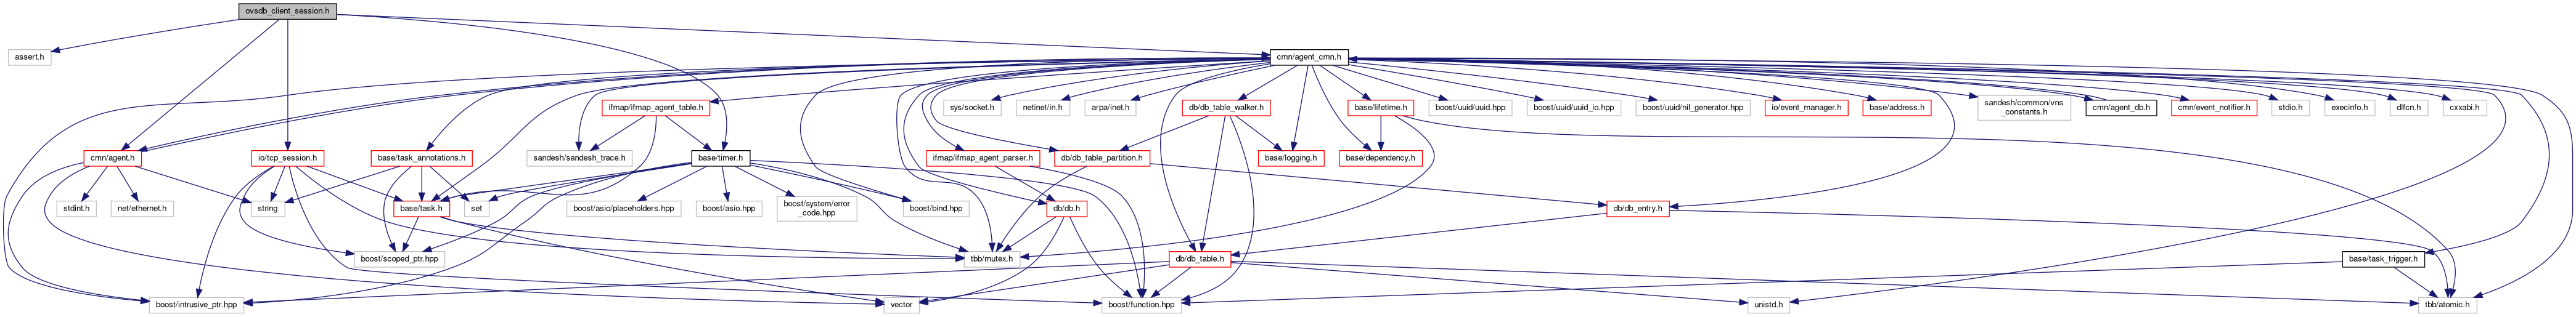 ovsdb_client_session.h
assert.h
cmn/agent_cmn.h
ifmap/ifmap_agent_table.h
sys/socket.h
netinet/in.h
arpa/inet.h
db/db_table_walker.h
base/lifetime.h
boost/uuid/uuid.hpp
boost/uuid/uuid_io.hpp
boost/uuid/nil_generator.hpp
io/event_manager.h
base/address.h
sandesh/common/vns
_constants.h
cmn/agent_db.h
cmn/event_notifier.h
stdio.h
execinfo.h
dlfcn.h
cxxabi.h
cmn/agent.h
io/tcp_session.h
base/task_annotations.h
sandesh/sandesh_trace.h
base/timer.h
ifmap/ifmap_agent_parser.h
db/db_table_partition.h
base/logging.h
base/dependency.h
stdint.h
net/ethernet.h
string
base/task.h
set
boost/asio/placeholders.hpp
boost/asio.hpp
boost/system/error
_code.hpp
boost/bind.hpp
db/db.h
db/db_entry.h
boost/scoped_ptr.hpp
tbb/mutex.h
db/db_table.h
base/task_trigger.h
boost/intrusive_ptr.hpp
vector
boost/function.hpp
unistd.h
tbb/atomic.h